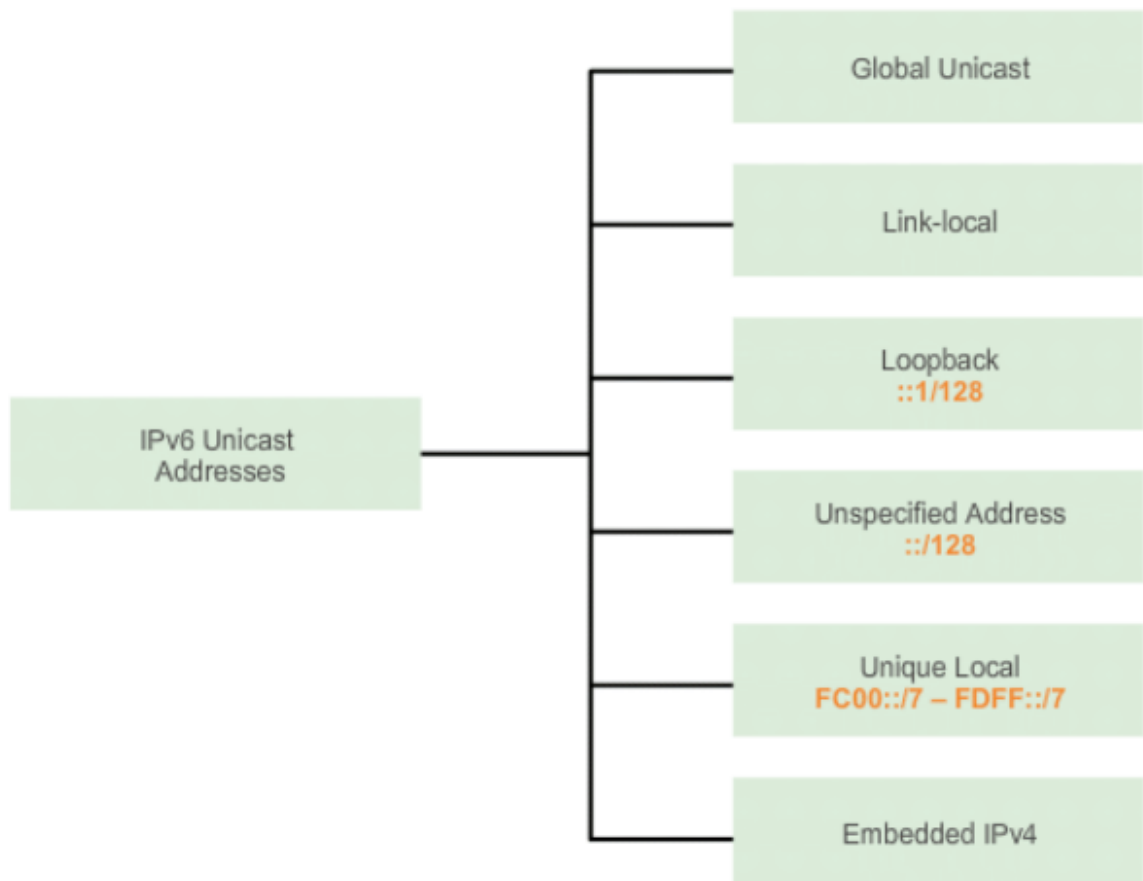 Global Unicast
Link-local
Loopback
::1/128
IPv6 Unicast
Addresses
Unspecified Address
::/128
Unique Local
FC00::/7 – FDFF::/7
Embedded IPv4